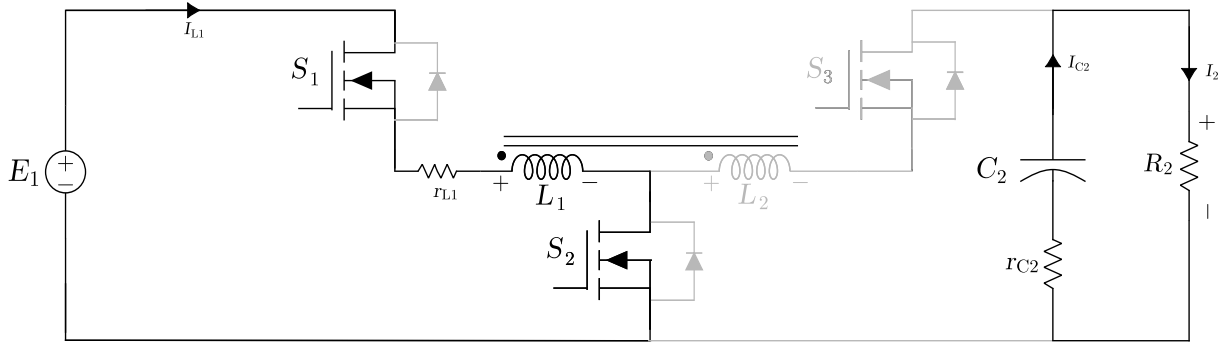 I_L1
I_C2
I_2
S_1
S_3
E_1
+
−
r_L1
+
L_1
−
+
L_2
−
C_2
+
R_2
−
S_2
r_C2